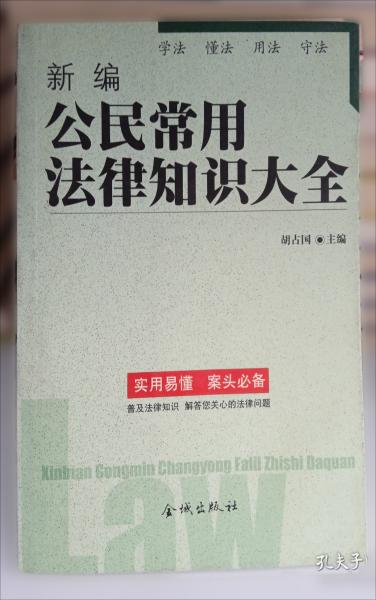 学法 懂法 用法 守法
新编
公民常用
法律知识大全
胡占国◉主编
实用易懂 案头必备
普及法律知识 解答您关心的法律问题
Xinbian Gongmin Changyong Falü Zhishi Daquan
Law
金城出版社
孔夫子